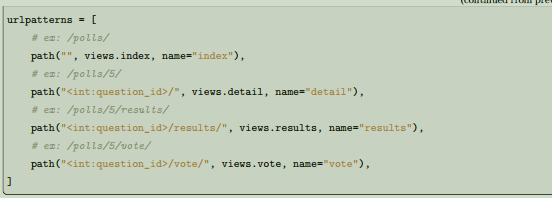 (continued from prev
urlpatterns = [
    # ex: /polls/
    path("", views.index, name="index"),
    # ex: /polls/5/
    path("<int:question_id>/", views.detail, name="detail"),
    # ex: /polls/5/results/
    path("<int:question_id>/results/", views.results, name="results"),
    # ex: /polls/5/vote/
    path("<int:question_id>/vote/", views.vote, name="vote"),
]